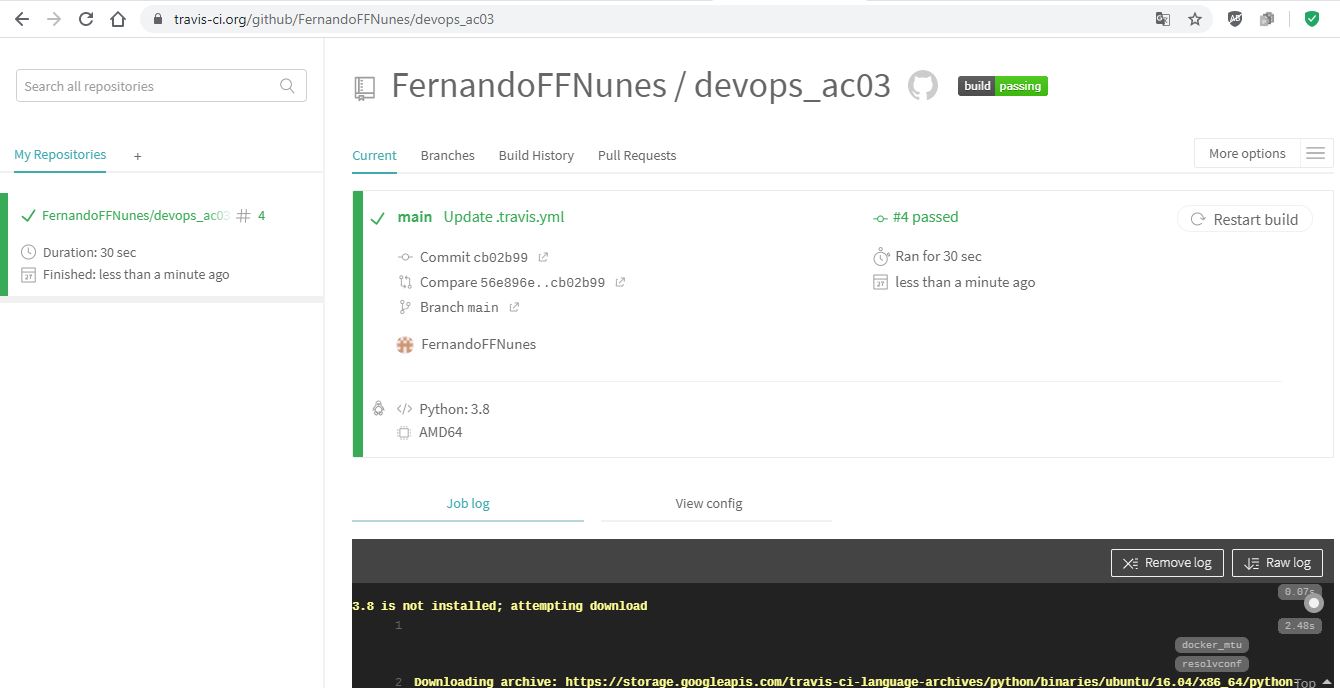 travis-ci.org/github/FernandoFFNunes/devops_ac03
Search all repositories
My Repositories +
FernandoFFNunes/devops_ac03 # 4
Duration: 30 sec
Finished: less than a minute ago
FernandoFFNunes / devops_ac03 build passing
Current Branches Build History Pull Requests More options
main Update .travis.yml #4 passed Restart build
Commit cb02b99 Ran for 30 sec
Compare 56e896e..cb02b99 less than a minute ago
Branch main
FernandoFFNunes
</> Python: 3.8
AMD64
Job log View config
Remove log Raw log
0.07s
3.8 is not installed; attempting download
1 2.48s
docker_mtu
resolvconf
2 Downloading archive: https://storage.googleapis.com/travis-ci-language-archives/python/binaries/ubuntu/16.04/x86_64/python-
Top